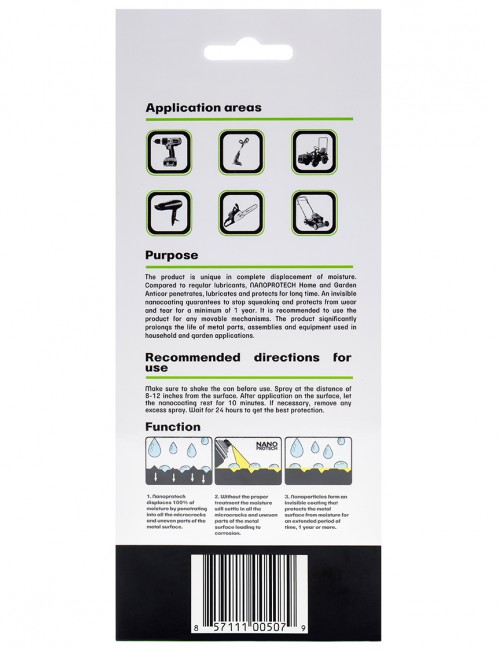 Application areas
Purpose
The product is unique in complete displacement of moisture.
Compared to regular lubricants, NANOPROTECH Home and Garden
Anticor penetrates, lubricates and protects for long time. An invisible
nanocoating guarantees to stop squeaking and protects from wear
and tear for a minimum of 1 year. It is recommended to use the
product for any movable mechanisms. The product significantly
prolongs the life of metal parts, assemblies and equipment used in
household and garden applications.
Recommended directions for
use
Make sure to shake the can before use. Spray at the distance of
8-12 inches from the surface. After application on the surface, let
the nanocoating rest for 10 minutes. If necessary, remove any
excess spray. Wait for 24 hours to get the best protection.
Function
NANO
PROTECH
1. Nanoprotech
displaces 100% of
moisture by penetrating
into all the microcracks
and uneven parts of the
metal surface.
2. Without the proper
treatment the moisture
will settle in all the
microcracks and uneven
parts of the metal
surface leading to
corrosion.
3. Nanoparticles form an
invisible coating that
protects the metal
surface from moisture for
an extended period of
time, 1 year or more.
8 57111 00507 9